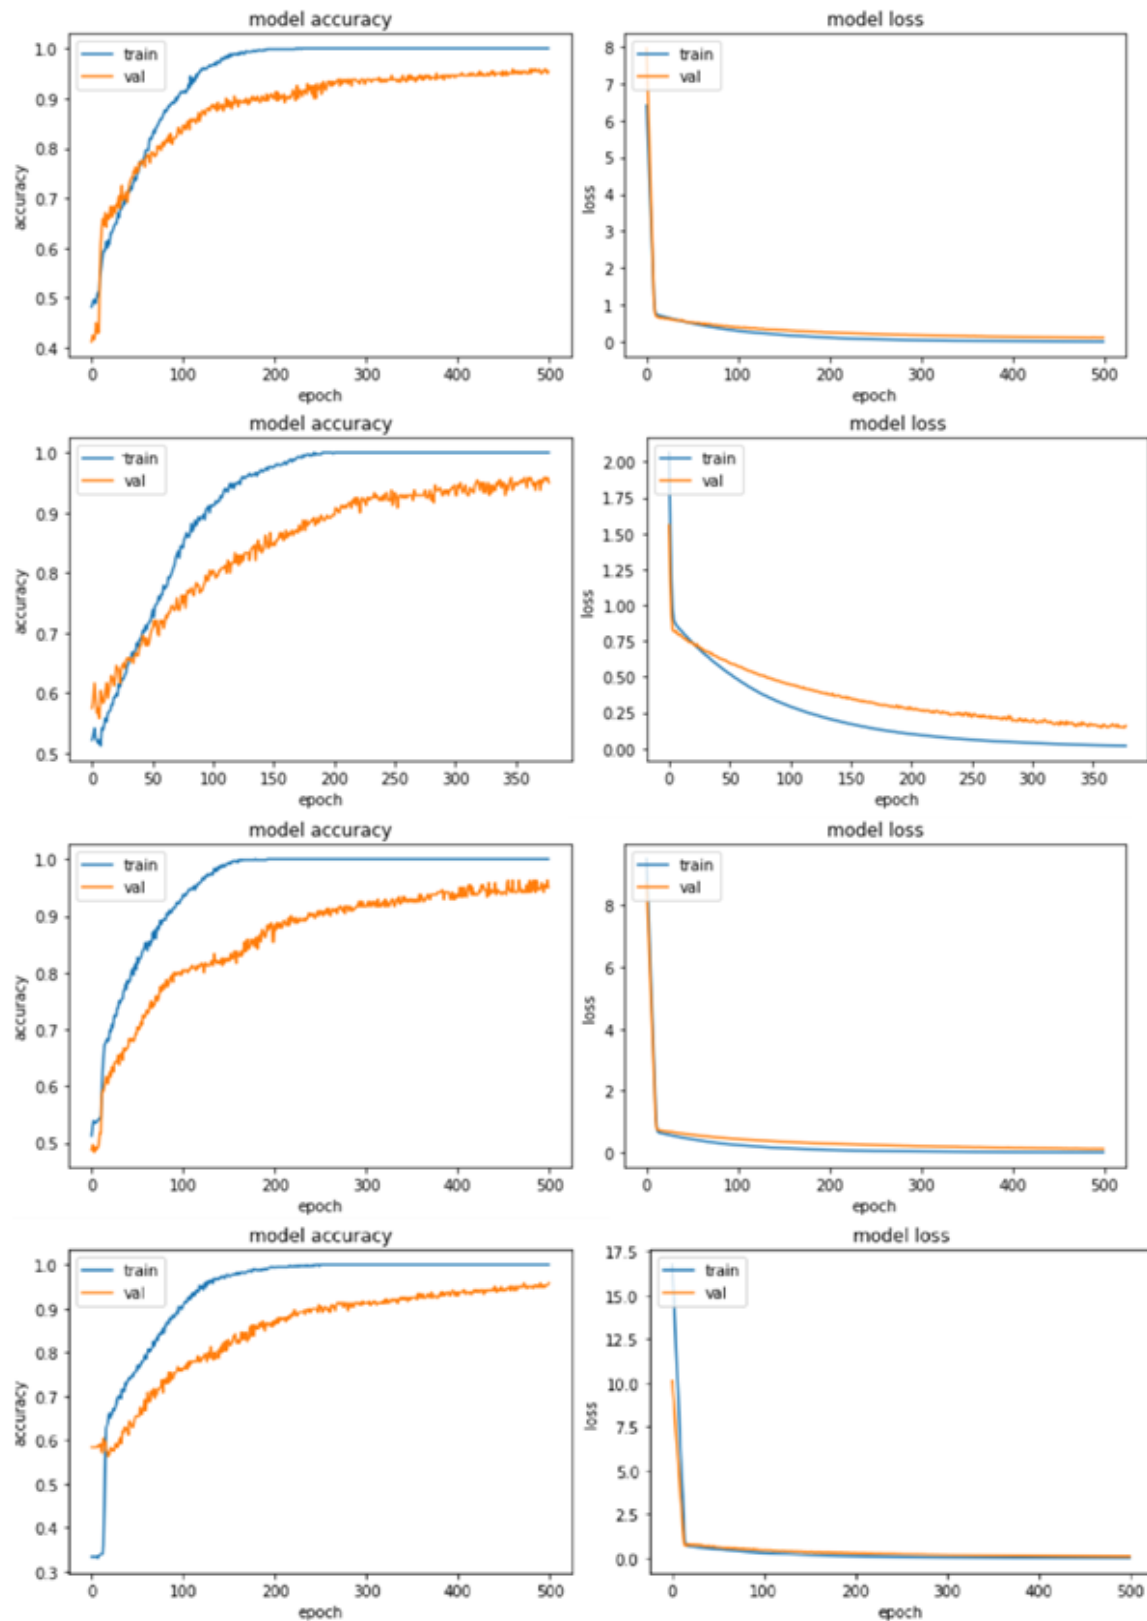 model accuracy
train
val
1.0
0.9
0.8
0.7
0.6
0.5
0.4
accuracy
0 100 200 300 400 500
epoch
model loss
train
val
8
7
6
5
4
3
2
1
0
loss
0 100 200 300 400 500
epoch
model accuracy
train
val
1.0
0.9
0.8
0.7
0.6
0.5
accuracy
0 50 100 150 200 250 300 350
epoch
model loss
train
val
2.00
1.75
1.50
1.25
1.00
0.75
0.50
0.25
0.00
loss
0 50 100 150 200 250 300 350
epoch
model accuracy
train
val
1.0
0.9
0.8
0.7
0.6
0.5
accuracy
0 100 200 300 400 500
epoch
model loss
train
val
8
6
4
2
0
loss
0 100 200 300 400 500
epoch
model accuracy
train
val
1.0
0.9
0.8
0.7
0.6
0.5
0.4
0.3
accuracy
0 100 200 300 400 500
epoch
model loss
train
val
17.5
15.0
12.5
10.0
7.5
5.0
2.5
0.0
loss
0 100 200 300 400 500
epoch